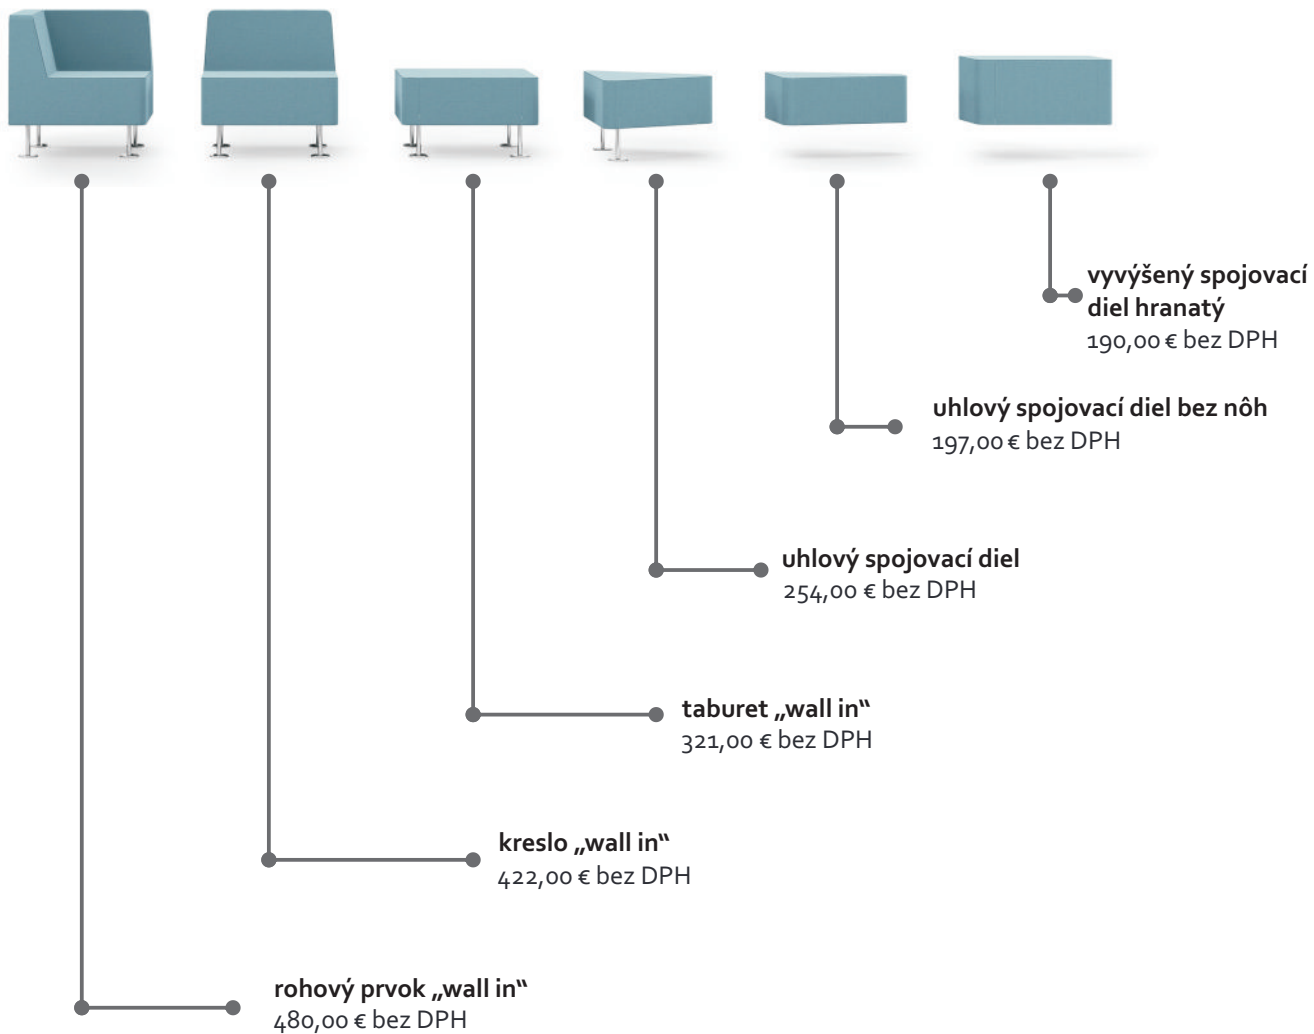 vyvýšený spojovací
diel hranatý
190,00 € bez DPH
uhlový spojovací diel bez nôh
197,00 € bez DPH
uhlový spojovací diel
254,00 € bez DPH
taburet „wall in“
321,00 € bez DPH
kreslo „wall in“
422,00 € bez DPH
rohový prvok „wall in“
480,00 € bez DPH